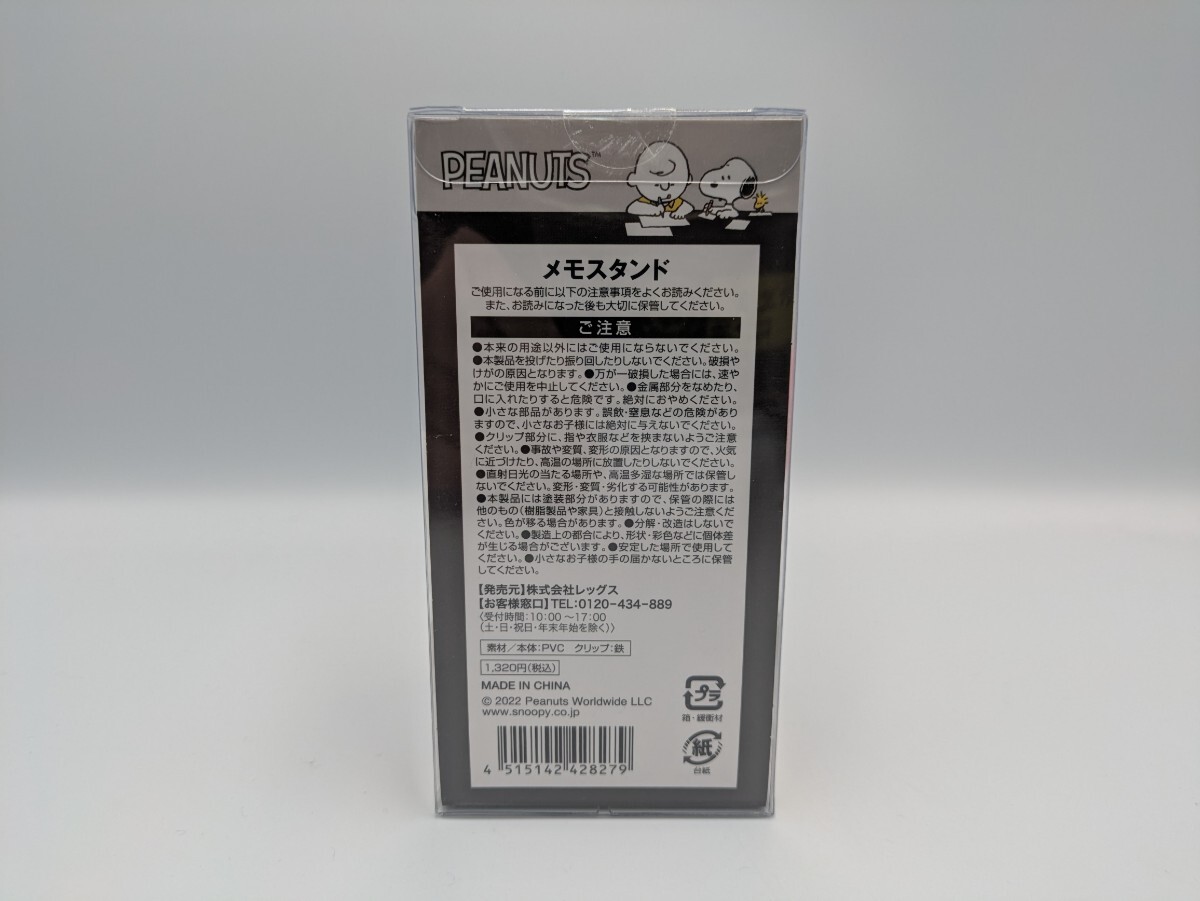 PEANUTS™
メモスタンド
ご使用になる前に以下の注意事項をよくお読みください。
また、お読みになった後も大切に保管してください。
ご注意
●本来の用途以外にはご使用にならないでください。
●本製品を投げたり振り回したりしないでください。破損や
けがの原因となります。●万が一破損した場合には、速や
かにご使用を中止してください。●金属部分をなめたり、
口に入れたりすると危険です。絶対におやめください。
●小さな部品があります。誤飲・窒息などの危険があり
ますので、小さなお子様には絶対に与えないでください。
●クリップ部分に、指や衣服などを挟まないようご注意
ください。●事故や変質、変形の原因となりますので、火気
に近づけたり、高温の場所に放置したりしないでください。
●直射日光の当たる場所や、高温多湿な場所では保管し
ないでください。変形・変質・劣化する可能性があります。
●本製品には塗装部分がありますので、保管の際には
他のもの(樹脂製品や家具)と接触しないようご注意くだ
さい。色が移る場合があります。●分解・改造はしないで
ください。●製造上の都合により、形状・彩色などに個体差
が生じる場合がございます。●安定した場所で使用して
ください。●小さなお子様の手の届かないところに保管
してください。
【発売元】株式会社レッグス
【お客様窓口】TEL:0120-434-889
〈受付時間:10:00～17:00
(土・日・祝日・年末年始を除く)〉
素材/本体:PVC クリップ:鉄
1,320円(税込)
MADE IN CHINA
© 2022 Peanuts Worldwide LLC
www.snoopy.co.jp
プラ
箱・緩衝材
紙
台紙
4 515142 428279